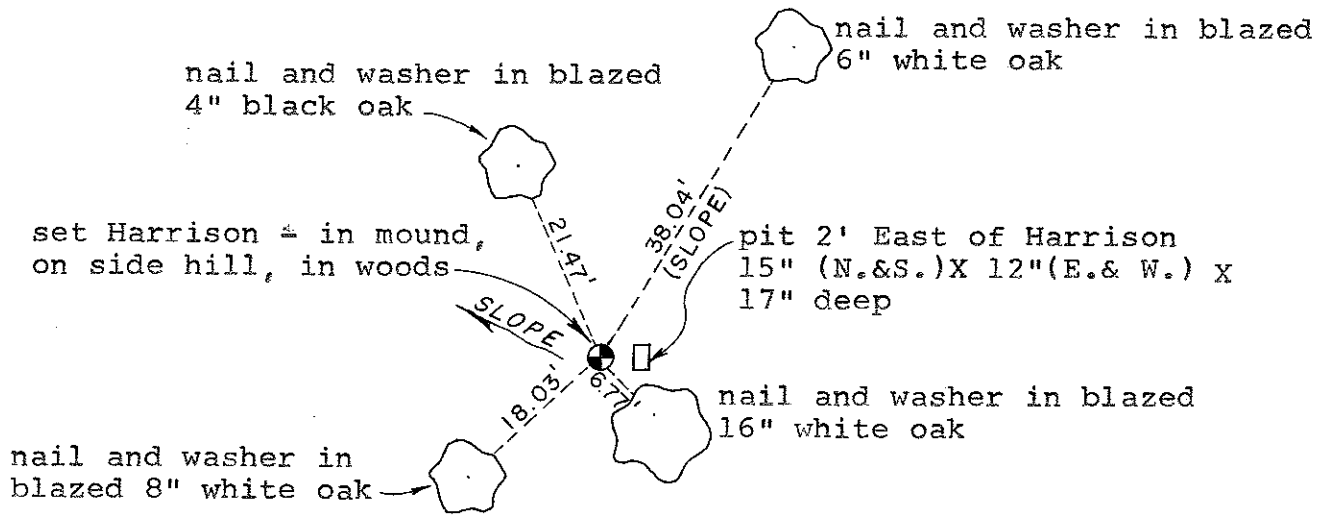 nail and washer in blazed
6" white oak
nail and washer in blazed
4" black oak
21.47'
38.04'
(SLOPE)
set Harrison ≐ in mound,
on side hill, in woods
pit 2' East of Harrison
15" (N.&S.)X 12"(E.& W.) X
17" deep
SLOPE
18.03'
6.77
nail and washer in blazed
16" white oak
nail and washer in
blazed 8" white oak